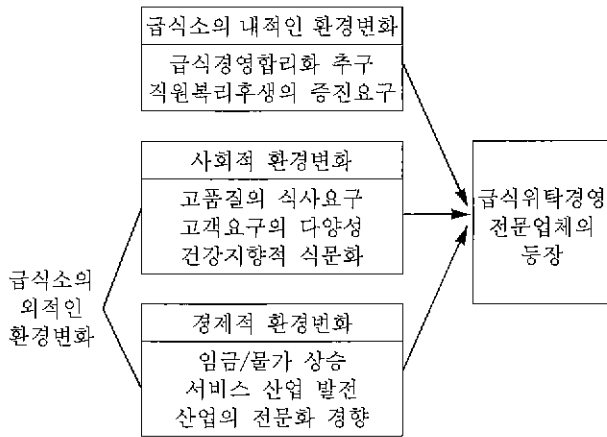 급식소의 내적인 환경변화
급식경영합리화 추구
직원복리후생의 증진요구
사회적 환경변화
고품질의 식사요구
고객요구의 다양성
건강지향적 식문화
급식소의
외적인
환경변화
경제적 환경변화
임금/물가 상승
서비스 산업 발전
산업의 전문화 경향
급식위탁경영
전문업체의
등장